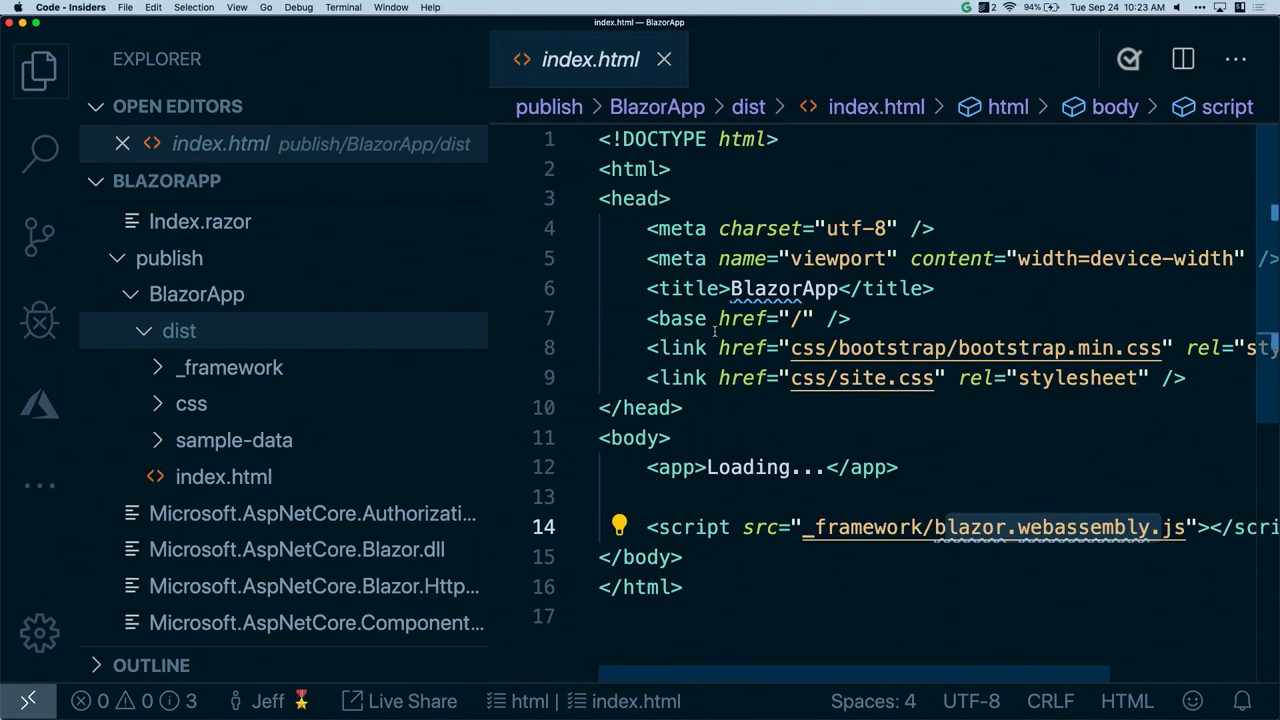 Code - Insiders File Edit Selection View Go Debug Terminal Window Help 2 94% Tue Sep 24 10:23 AM
index.html — BlazorApp
EXPLORER
OPEN EDITORS
index.html publish/BlazorApp/dist
BLAZORAPP
Index.razor
publish
BlazorApp
dist
_framework
css
sample-data
index.html
Microsoft.AspNetCore.Authorizati...
Microsoft.AspNetCore.Blazor.dll
Microsoft.AspNetCore.Blazor.Http...
Microsoft.AspNetCore.Component...
OUTLINE
index.html
publish > BlazorApp > dist > index.html > html > body > script
1 <!DOCTYPE html>
2 <html>
3 <head>
4 <meta charset="utf-8" />
5 <meta name="viewport" content="width=device-width" />
6 <title>BlazorApp</title>
7 <base href="/" />
8 <link href="css/bootstrap/bootstrap.min.css" rel="sty
9 <link href="css/site.css" rel="stylesheet" />
10 </head>
11 <body>
12 <app>Loading...</app>
13
14 <script src="_framework/blazor.webassembly.js"></scri
15 </body>
16 </html>
17
0 0 3 Jeff Live Share html | index.html Spaces: 4 UTF-8 CRLF HTML